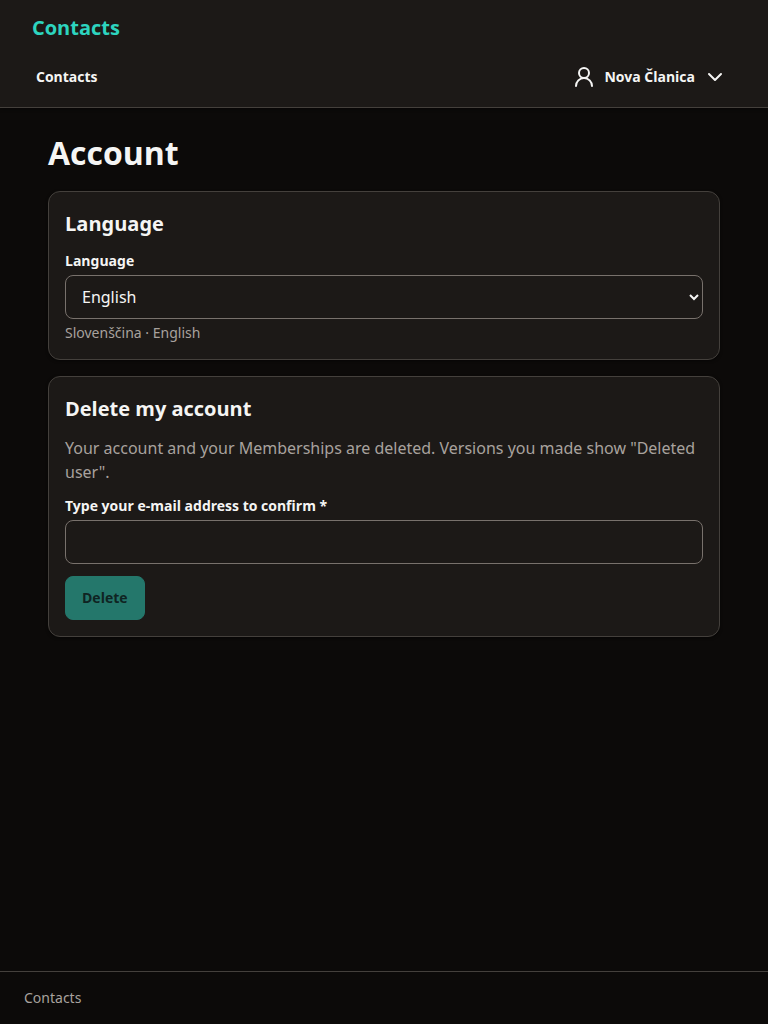 Contacts
Contacts
Nova Članica
Account
Language
Language
English
Slovenščina · English
Delete my account
Your account and your Memberships are deleted. Versions you made show "Deleted
user".
Type your e-mail address to confirm *
Delete
Contacts